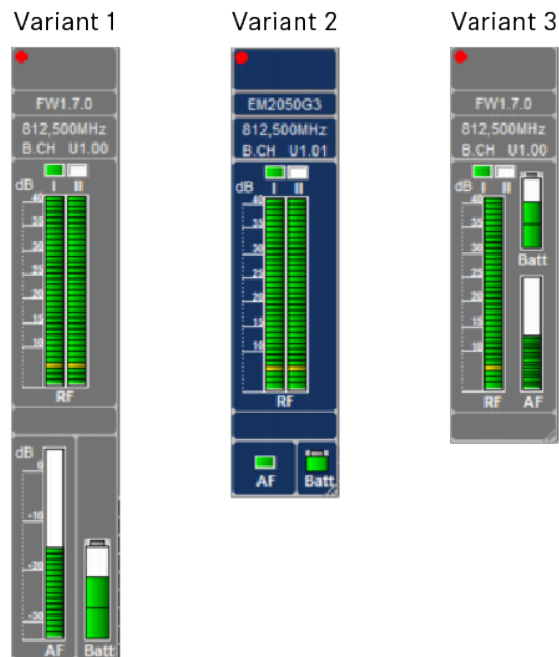 Variant 1
Variant 2
Variant 3
FW1.7.0
812,500MHz
B.CH U1.00
dB I II
40
35
30
25
20
15
10
RF
dB
0
-10
-20
-30
AF Batt
EM2050G3
812,500MHz
B.CH U1.01
dB I II
40
35
30
25
20
15
10
RF
AF Batt
FW1.7.0
812,500MHz
B.CH U1.00
dB I II
40
35
30
25
20
15
10
Batt
RF AF